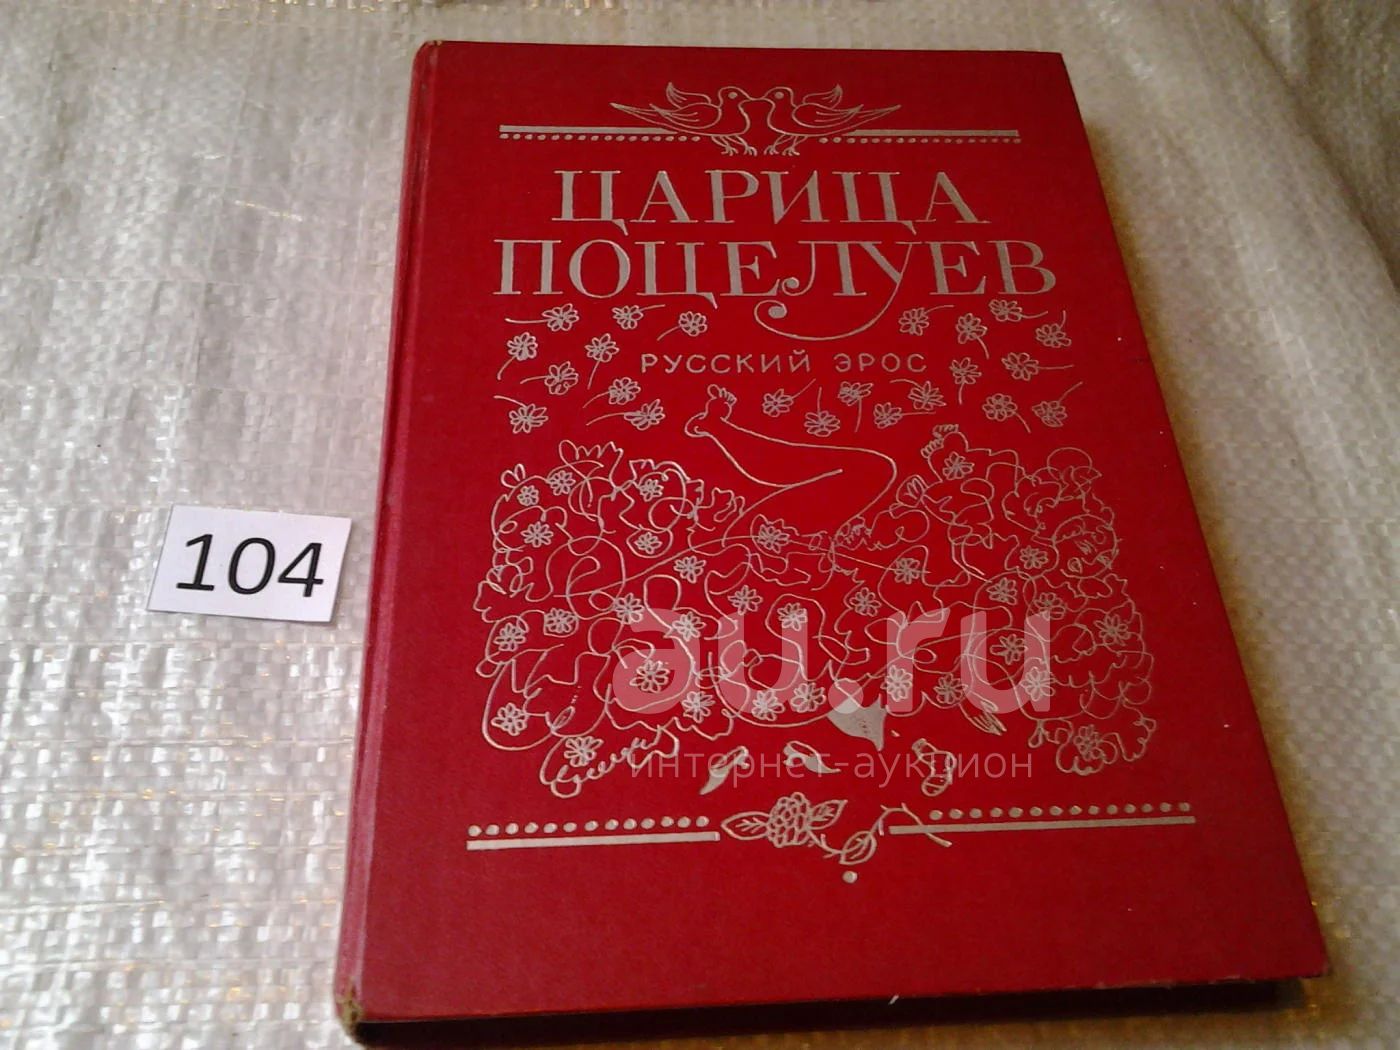 ЦАРИЦА
ПОЦЕЛУЕВ
РУССКИЙ ЭРОС
104
au.ru
интернет-аукцион